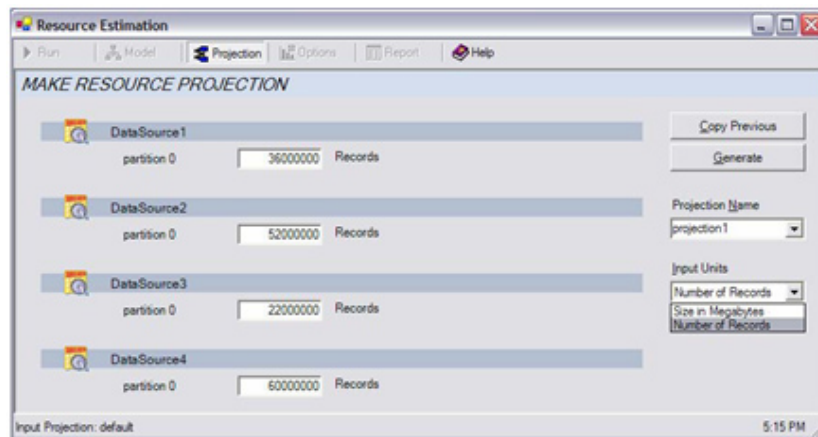 Resource Estimation
Run Model Projection Options Report Help
MAKE RESOURCE PROJECTION
DataSource1
partition 0 36000000 Records
DataSource2
partition 0 52000000 Records
DataSource3
partition 0 22000000 Records
DataSource4
partition 0 60000000 Records
Copy Previous
Generate
Projection Name
projection1
Input Units
Number of Records
Size in Megabytes
Number of Records
Input Projection: default 5:15 PM